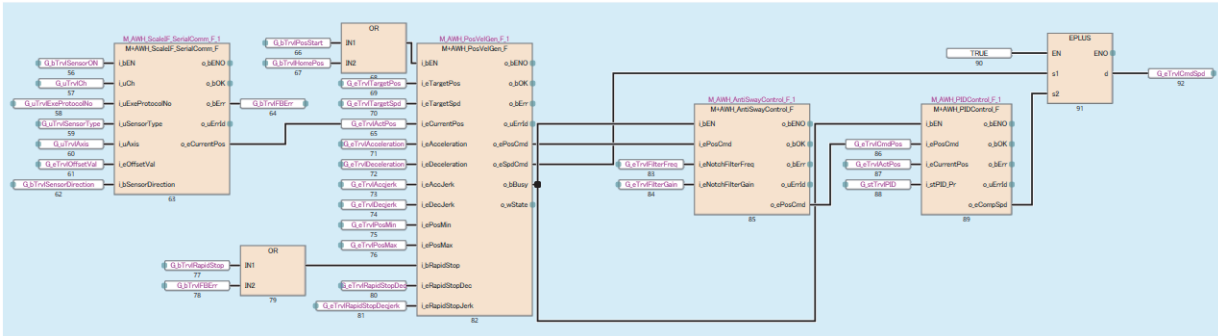 M_AWH_ScaleIF_SerialComm_F_1
M+AWH_ScaleIF_SerialComm_F
i_bEN o_bENO
i_uCh o_bOK
i_uExeProtocolNo o_bErr
i_uSensorType o_uErrId
i_uAxis o_eCurrentPos
i_eOffsetVal
i_bSensorDirection
63
G_bTrvlSensorON
56
G_uTrvlCh
57
G_uTrvlExeProtocolNo
58
G_uTrvlSensorType
59
G_uTrvlAxis
60
G_eTrvlOffsetVal
61
G_bTrvlSensorDirection
62
G_bTrvlFBErr
64
G_bTrvlPosStart
66
G_bTrvlHomePos
67
OR
IN1
IN2
68
G_eTrvlTargetPos
69
G_eTrvlTargetSpd
70
G_eTrvlActPos
65
G_eTrvlAcceleration
71
G_eTrvlDeceleration
72
G_eTrvlAccjerk
73
G_eTrvlDecjerk
74
G_eTrvlPosMin
75
G_eTrvlPosMax
76
G_bTrvlRapidStop
77
G_bTrvlFBErr
78
OR
IN1
IN2
79
G_eTrvlRapidStopDec
80
G_eTrvlRapidStopDecjerk
81
M_AWH_PosVelGen_F_1
M+AWH_PosVelGen_F
i_bEN o_bENO
i_eTargetPos o_bOK
i_eTargetSpd o_bErr
i_eCurrentPos o_uErrId
i_eAcceleration o_ePosCmd
i_eDeceleration o_eSpdCmd
i_eAccJerk o_bBusy
i_eDecJerk o_wState
i_ePosMin
i_ePosMax
i_bRapidStop
i_eRapidStopDec
i_eRapidStopJerk
82
G_eTrvlFilterFreq
83
G_eTrvlFilterGain
84
M_AWH_AntiSwayControl_F_1
M+AWH_AntiSwayControl_F
i_bEN o_bENO
i_ePosCmd o_bOK
i_eNotchFilterFreq o_bErr
i_eNotchFilterGain o_uErrId
o_ePosCmd
85
G_eTrvlCmdPos
86
G_eTrvlActPos
87
G_stTrvlPID
88
M_AWH_PIDControl_F_1
M+AWH_PIDControl_F
i_bEN o_bENO
i_ePosCmd o_bOK
i_eCurrentPos o_bErr
i_stPID_Pr o_uErrId
o_eCompSpd
89
TRUE
90
EPLUS
EN ENO
s1 d
s2
91
G_eTrvlCmdSpd
92